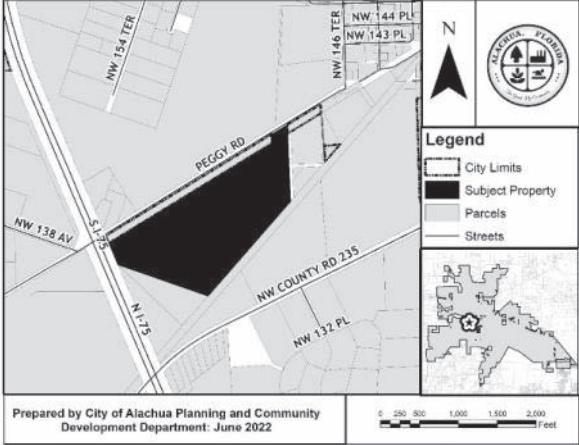 NW 154 TER
NW 144 PL
NW 143 PL
NW 146 TER
PEGGY RD
NW 138 AV
S I-75
N I-75
NW COUNTY RD 235
NW 132 PL
N
ALACHUA, FLORIDA
Legend
City Limits
Subject Property
Parcels
Streets
Prepared by City of Alachua Planning and Community
Development Department: June 2022
0 250 500 1,000 1,500 2,000
Feet